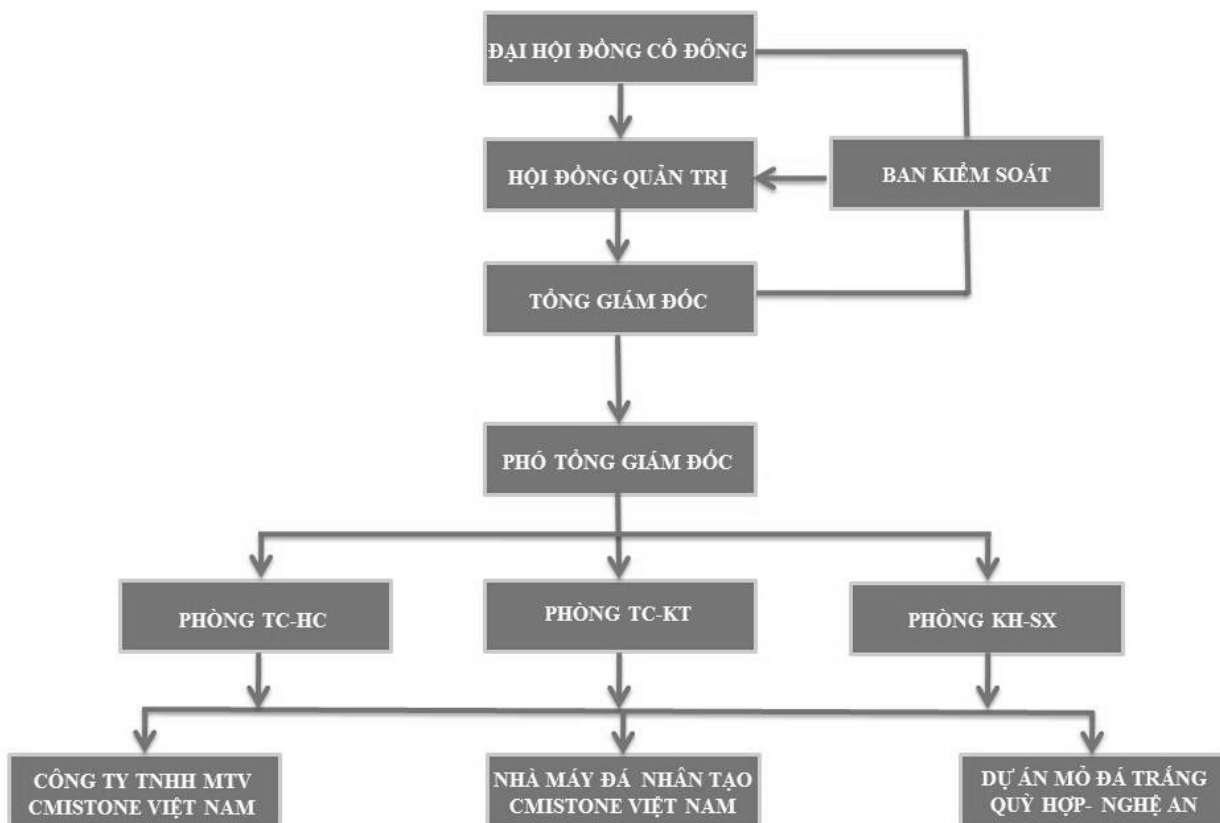 ĐẠI HỘI ĐỒNG CỔ ĐÔNG
HỘI ĐỒNG QUẢN TRỊ
BAN KIỂM SOÁT
TỔNG GIÁM ĐỐC
PHÓ TỔNG GIÁM ĐỐC
PHÒNG TC-HC
PHÒNG TC-KT
PHÒNG KH-SX
CÔNG TY TNHH MTV
CMISTONE VIỆT NAM
NHÀ MÁY ĐÁ NHÂN TẠO
CMISTONE VIỆT NAM
DỰ ÁN MỎ ĐÁ TRẮNG
QUỲ HỢP- NGHỆ AN